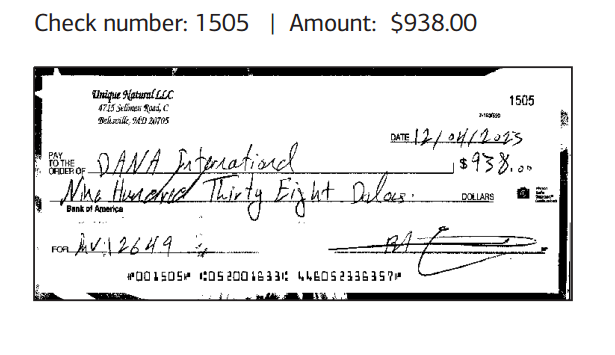 Check number: 1505 | Amount: $938.00
Unique Natural LLC
4715 Sellman Road, C
Beltsville, MD 20705
1505
DATE 12/04/2023
PAY TO THE ORDER OF DANA International $938.00
Nine Hundred Thirty Eight Dalars. DOLLARS
Bank of America
FOR INV:12649
⑈001505⑈ ⑆052001633⑆ 446052336357⑈